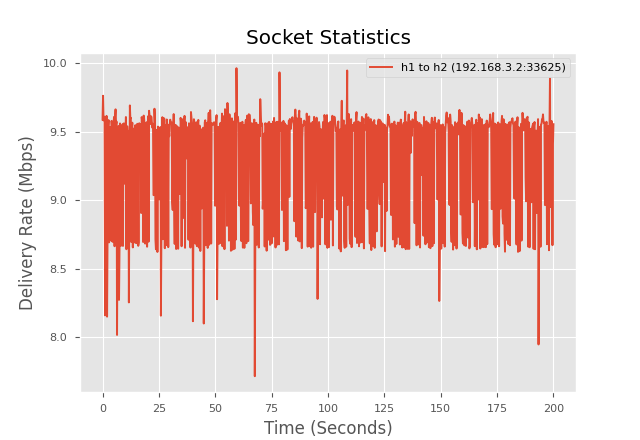 Socket Statistics
h1 to h2 (192.168.3.2:33625)
Delivery Rate (Mbps)
10.0
9.5
9.0
8.5
8.0
0 25 50 75 100 125 150 175 200
Time (Seconds)